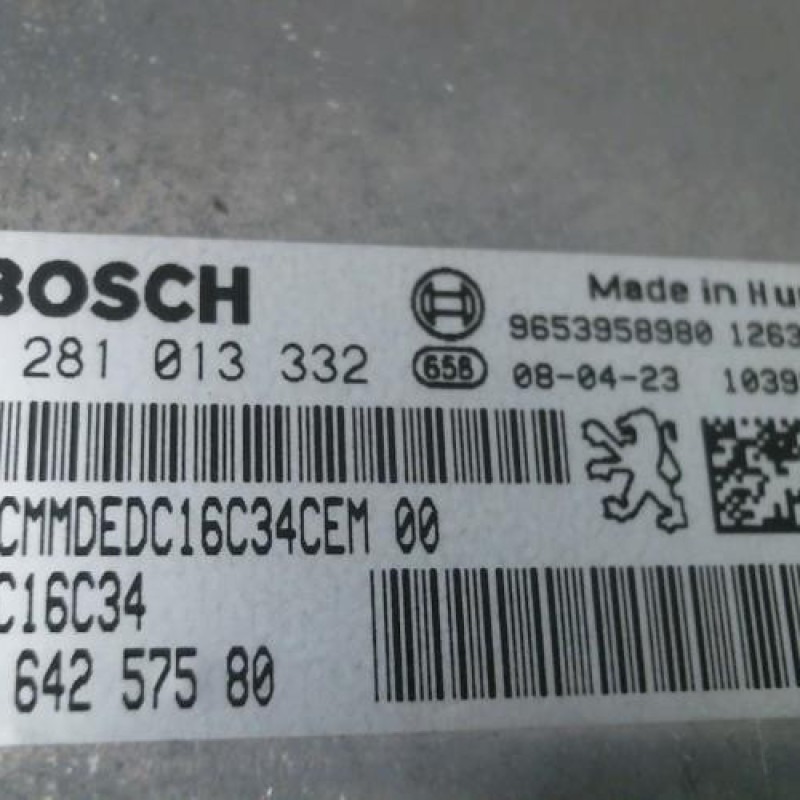 BOSCH
281 013 332
658
Made in Hu
9653958980 1263
08-04-23 1039
CMMDEDC16C34CEM 00
C16C34
642 575 80